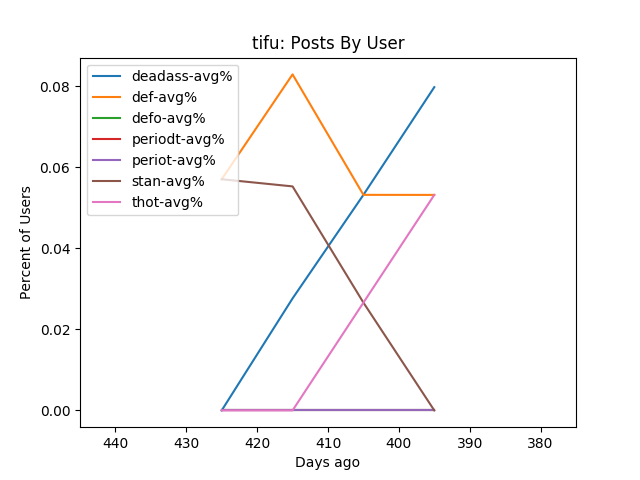 tifu: Posts By User
deadass-avg%
def-avg%
defo-avg%
periodt-avg%
periot-avg%
stan-avg%
thot-avg%
Percent of Users
0.08
0.06
0.04
0.02
0.00
440 430 420 410 400 390 380
Days ago